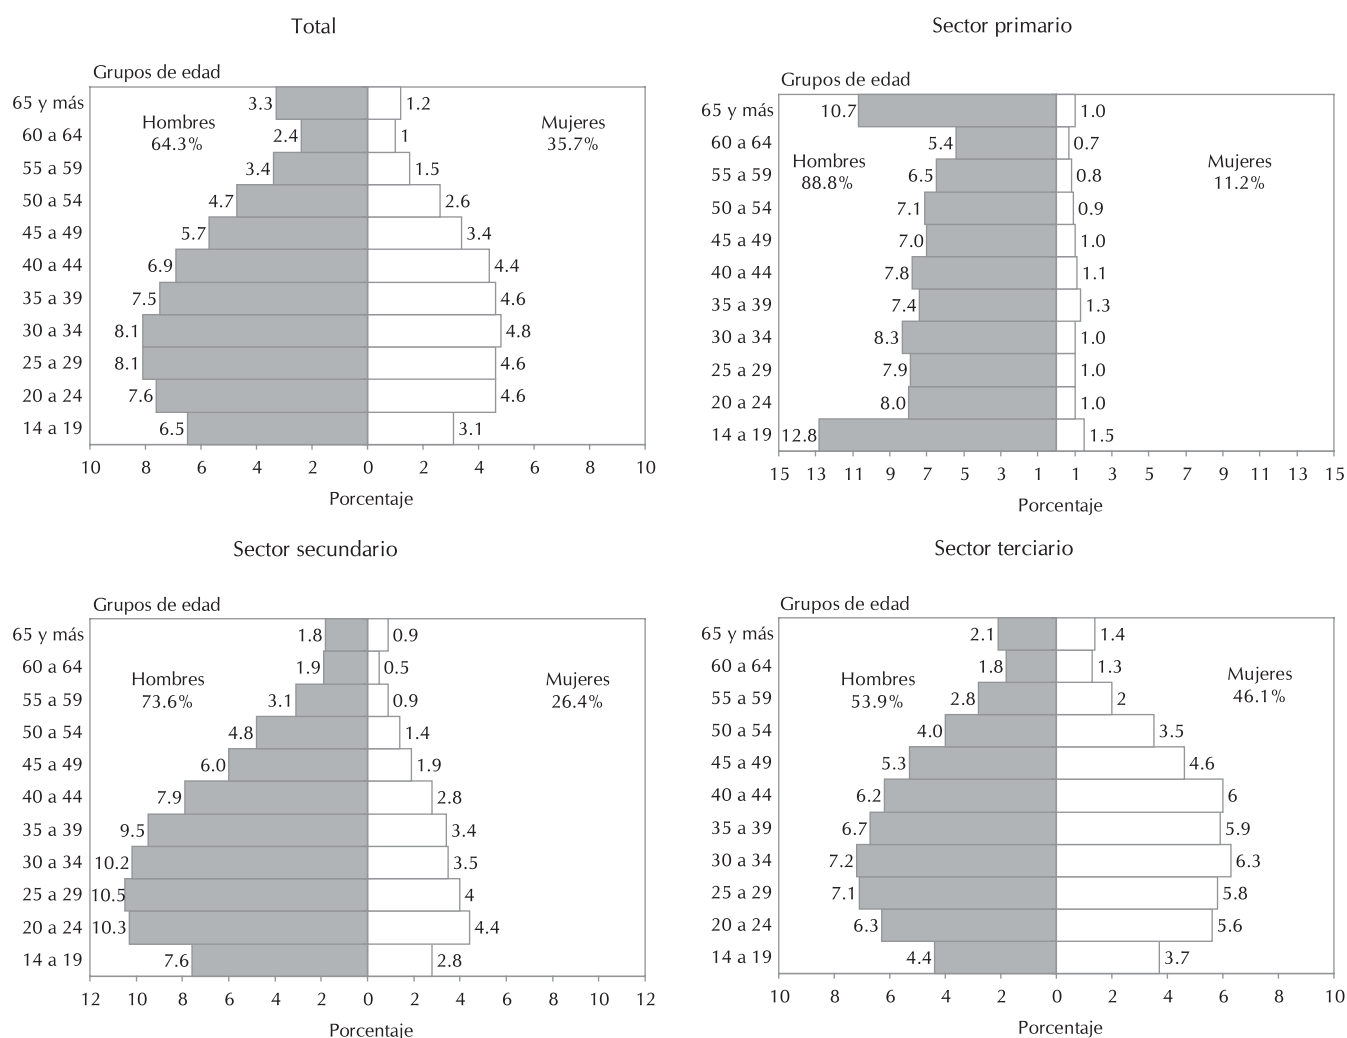 Total
Grupos de edad
65 y más 3.3 1.2
Hombres Mujeres
60 a 64 2.4 1
64.3% 35.7%
55 a 59 3.4 1.5
50 a 54 4.7 2.6
45 a 49 5.7 3.4
40 a 44 6.9 4.4
35 a 39 7.5 4.6
30 a 34 8.1 4.8
25 a 29 8.1 4.6
20 a 24 7.6 4.6
14 a 19 6.5 3.1
10 8 6 4 2 0 2 4 6 8 10
Porcentaje
Sector primario
Grupos de edad
65 y más 10.7 1.0
60 a 64 5.4 0.7
Hombres Mujeres
55 a 59 6.5 0.8
88.8% 11.2%
50 a 54 7.1 0.9
45 a 49 7.0 1.0
40 a 44 7.8 1.1
35 a 39 7.4 1.3
30 a 34 8.3 1.0
25 a 29 7.9 1.0
20 a 24 8.0 1.0
14 a 19 12.8 1.5
15 13 11 9 7 5 3 1 1 3 5 7 9 11 13 15
Porcentaje
Sector secundario
Grupos de edad
65 y más 1.8 0.9
60 a 64 1.9 0.5
Hombres Mujeres
55 a 59 3.1 0.9
73.6% 26.4%
50 a 54 4.8 1.4
45 a 49 6.0 1.9
40 a 44 7.9 2.8
35 a 39 9.5 3.4
30 a 34 10.2 3.5
25 a 29 10.5 4
20 a 24 10.3 4.4
14 a 19 7.6 2.8
12 10 8 6 4 2 0 2 4 6 8 10 12
Porcentaje
Sector terciario
Grupos de edad
65 y más 2.1 1.4
60 a 64 1.8 1.3
Hombres Mujeres
55 a 59 2.8 2
53.9% 46.1%
50 a 54 4.0 3.5
45 a 49 5.3 4.6
40 a 44 6.2 6
35 a 39 6.7 5.9
30 a 34 7.2 6.3
25 a 29 7.1 5.8
20 a 24 6.3 5.6
14 a 19 4.4 3.7
10 8 6 4 2 0 2 4 6 8 10
Porcentaje